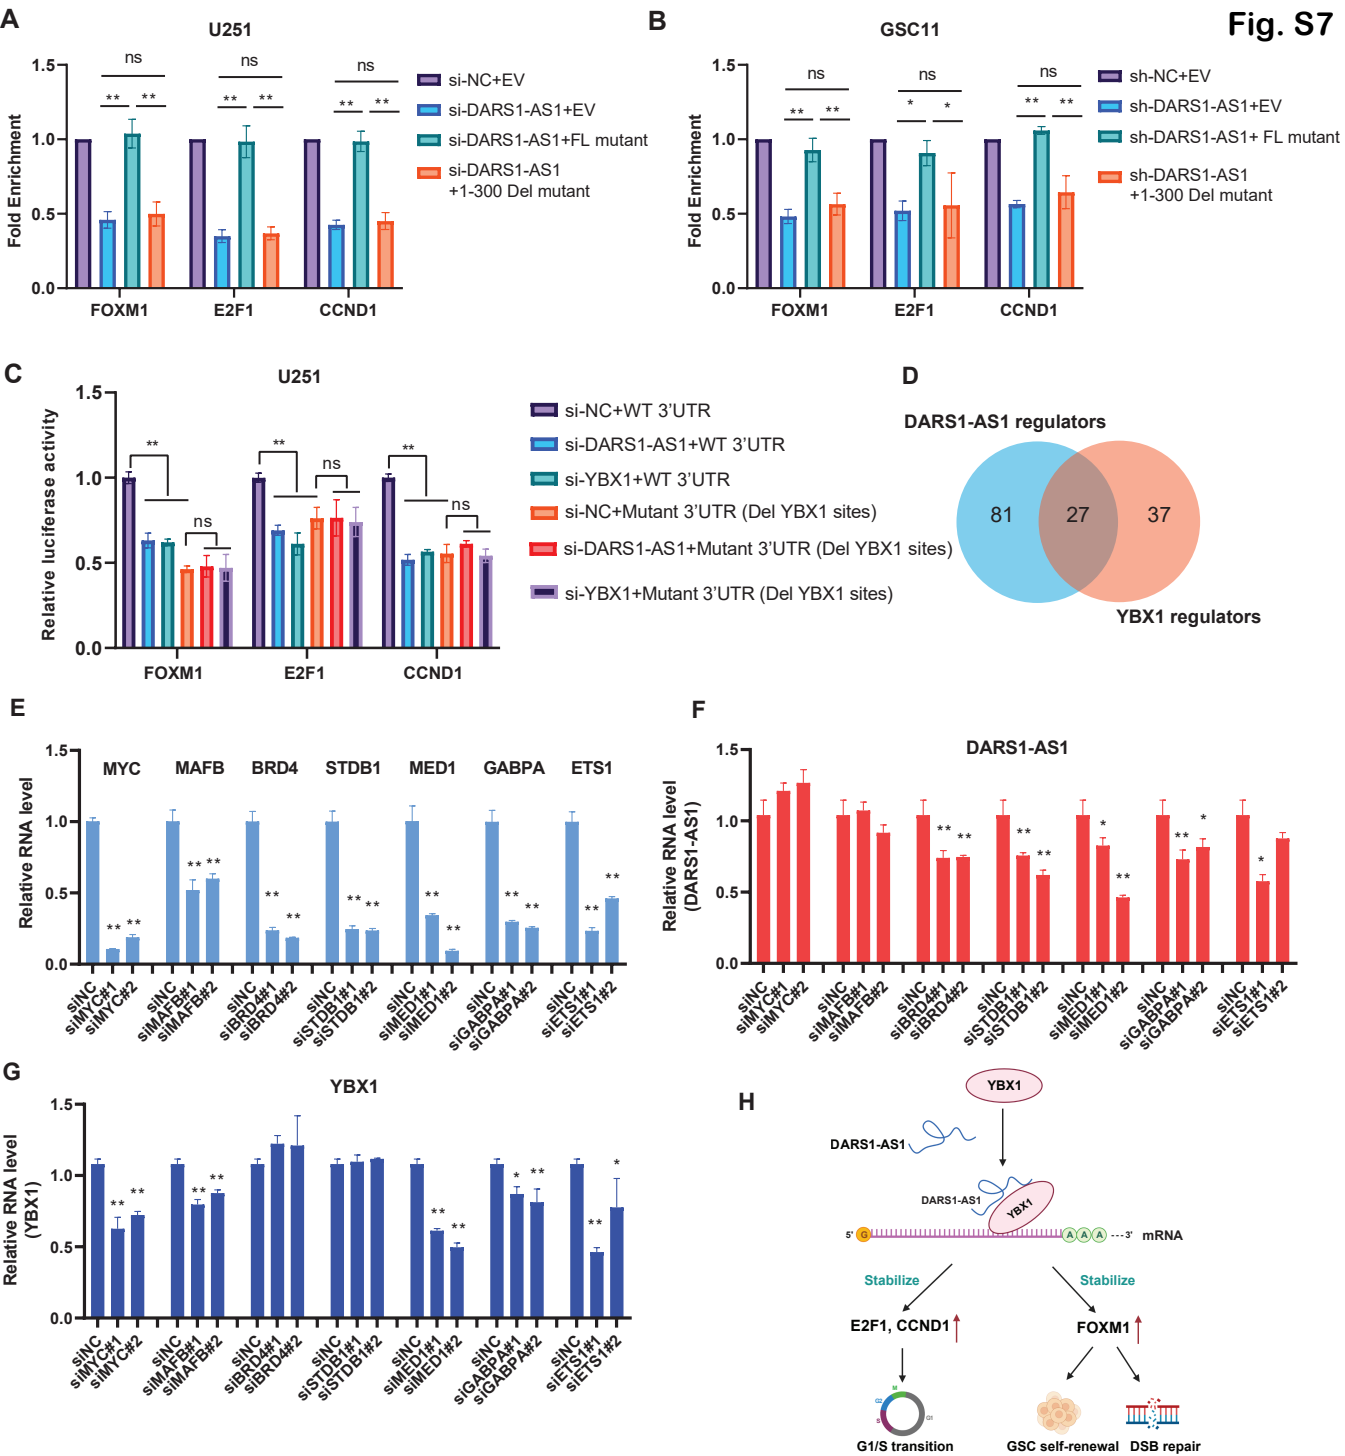 Fig. S7
A
U251
Fold Enrichment
1.5
1.0
0.5
0.0
ns
ns
ns
** **
** **
** **
FOXM1
E2F1
CCND1
si-NC+EV
si-DARS1-AS1+EV
si-DARS1-AS1+FL mutant
si-DARS1-AS1
+1-300 Del mutant
B
GSC11
Fold Enrichment
1.5
1.0
0.5
0.0
ns
ns
ns
** **
* *
** **
FOXM1
E2F1
CCND1
sh-NC+EV
sh-DARS1-AS1+EV
sh-DARS1-AS1+ FL mutant
sh-DARS1-AS1
+1-300 Del mutant
C
U251
Relative luciferase activity
1.5
1.0
0.5
0.0
**
ns
**
ns
**
ns
FOXM1
E2F1
CCND1
si-NC+WT 3’UTR
si-DARS1-AS1+WT 3’UTR
si-YBX1+WT 3’UTR
si-NC+Mutant 3’UTR (Del YBX1 sites)
si-DARS1-AS1+Mutant 3’UTR (Del YBX1 sites)
si-YBX1+Mutant 3’UTR (Del YBX1 sites)
D
DARS1-AS1 regulators
81
27
37
YBX1 regulators
E
Relative RNA level
1.5
1.0
0.5
0.0
MYC
MAFB
BRD4
STDB1
MED1
GABPA
ETS1
** **
** **
** **
** **
** **
** **
** **
siNC
siMYC#1
siMYC#2
siNC
siMAFB#1
siMAFB#2
siNC
siBRD4#1
siBRD4#2
siNC
siSTDB1#1
siSTDB1#2
siNC
siMED1#1
siMED1#2
siNC
siGABPA#1
siGABPA#2
siNC
siETS1#1
siETS1#2
F
DARS1-AS1
Relative RNA level
(DARS1-AS1)
1.5
1.0
0.5
0.0
** **
** **
* **
** *
*
siNC
siMYC#1
siMYC#2
siNC
siMAFB#1
siMAFB#2
siNC
siBRD4#1
siBRD4#2
siNC
siSTDB1#1
siSTDB1#2
siNC
siMED1#1
siMED1#2
siNC
siGABPA#1
siGABPA#2
siNC
siETS1#1
siETS1#2
G
YBX1
Relative RNA level
(YBX1)
1.5
1.0
0.5
0.0
** **
** **
** **
* **
** *
siNC
siMYC#1
siMYC#2
siNC
siMAFB#1
siMAFB#2
siNC
siBRD4#1
siBRD4#2
siNC
siSTDB1#1
siSTDB1#2
siNC
siMED1#1
siMED1#2
siNC
siGABPA#1
siGABPA#2
siNC
siETS1#1
siETS1#2
H
YBX1
DARS1-AS1
DARS1-AS1
YBX1
5' G
A A A ---3' mRNA
Stabilize
Stabilize
E2F1, CCND1
FOXM1
M
G2
S
G1
G1/S transition
GSC self-renewal
DSB repair